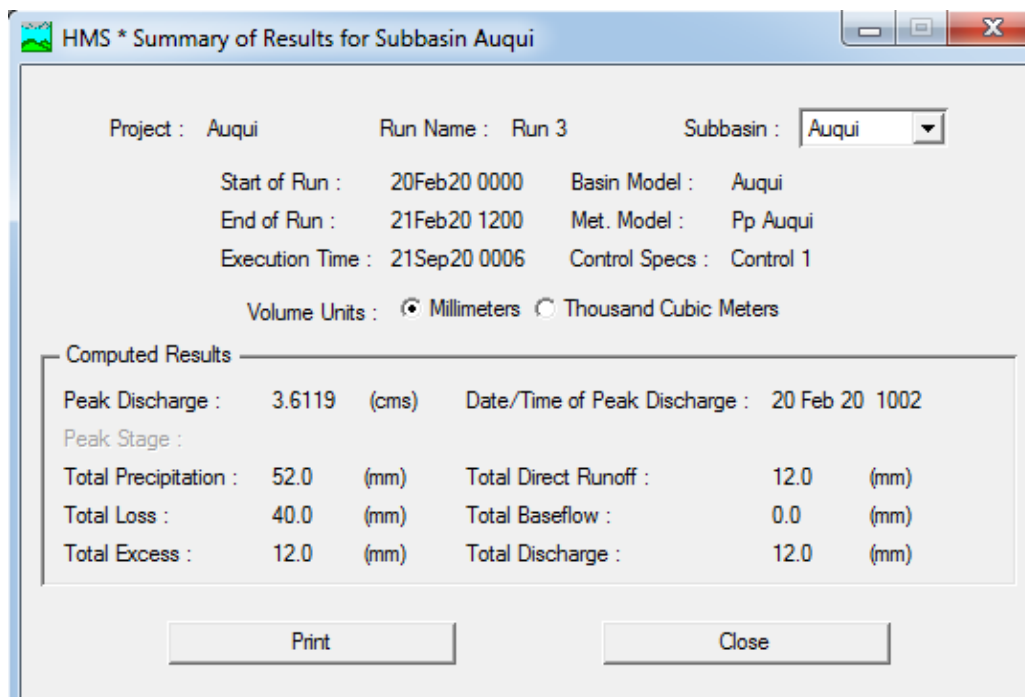 HMS * Summary of Results for Subbasin Auqui
Project : Auqui Run Name : Run 3 Subbasin : Auqui
Start of Run : 20Feb20 0000 Basin Model : Auqui
End of Run : 21Feb20 1200 Met. Model : Pp Auqui
Execution Time : 21Sep20 0006 Control Specs : Control 1
Volume Units : Millimeters Thousand Cubic Meters
Computed Results
Peak Discharge : 3.6119 (cms) Date/Time of Peak Discharge : 20 Feb 20 1002
Peak Stage :
Total Precipitation : 52.0 (mm) Total Direct Runoff : 12.0 (mm)
Total Loss : 40.0 (mm) Total Baseflow : 0.0 (mm)
Total Excess : 12.0 (mm) Total Discharge : 12.0 (mm)
Print Close